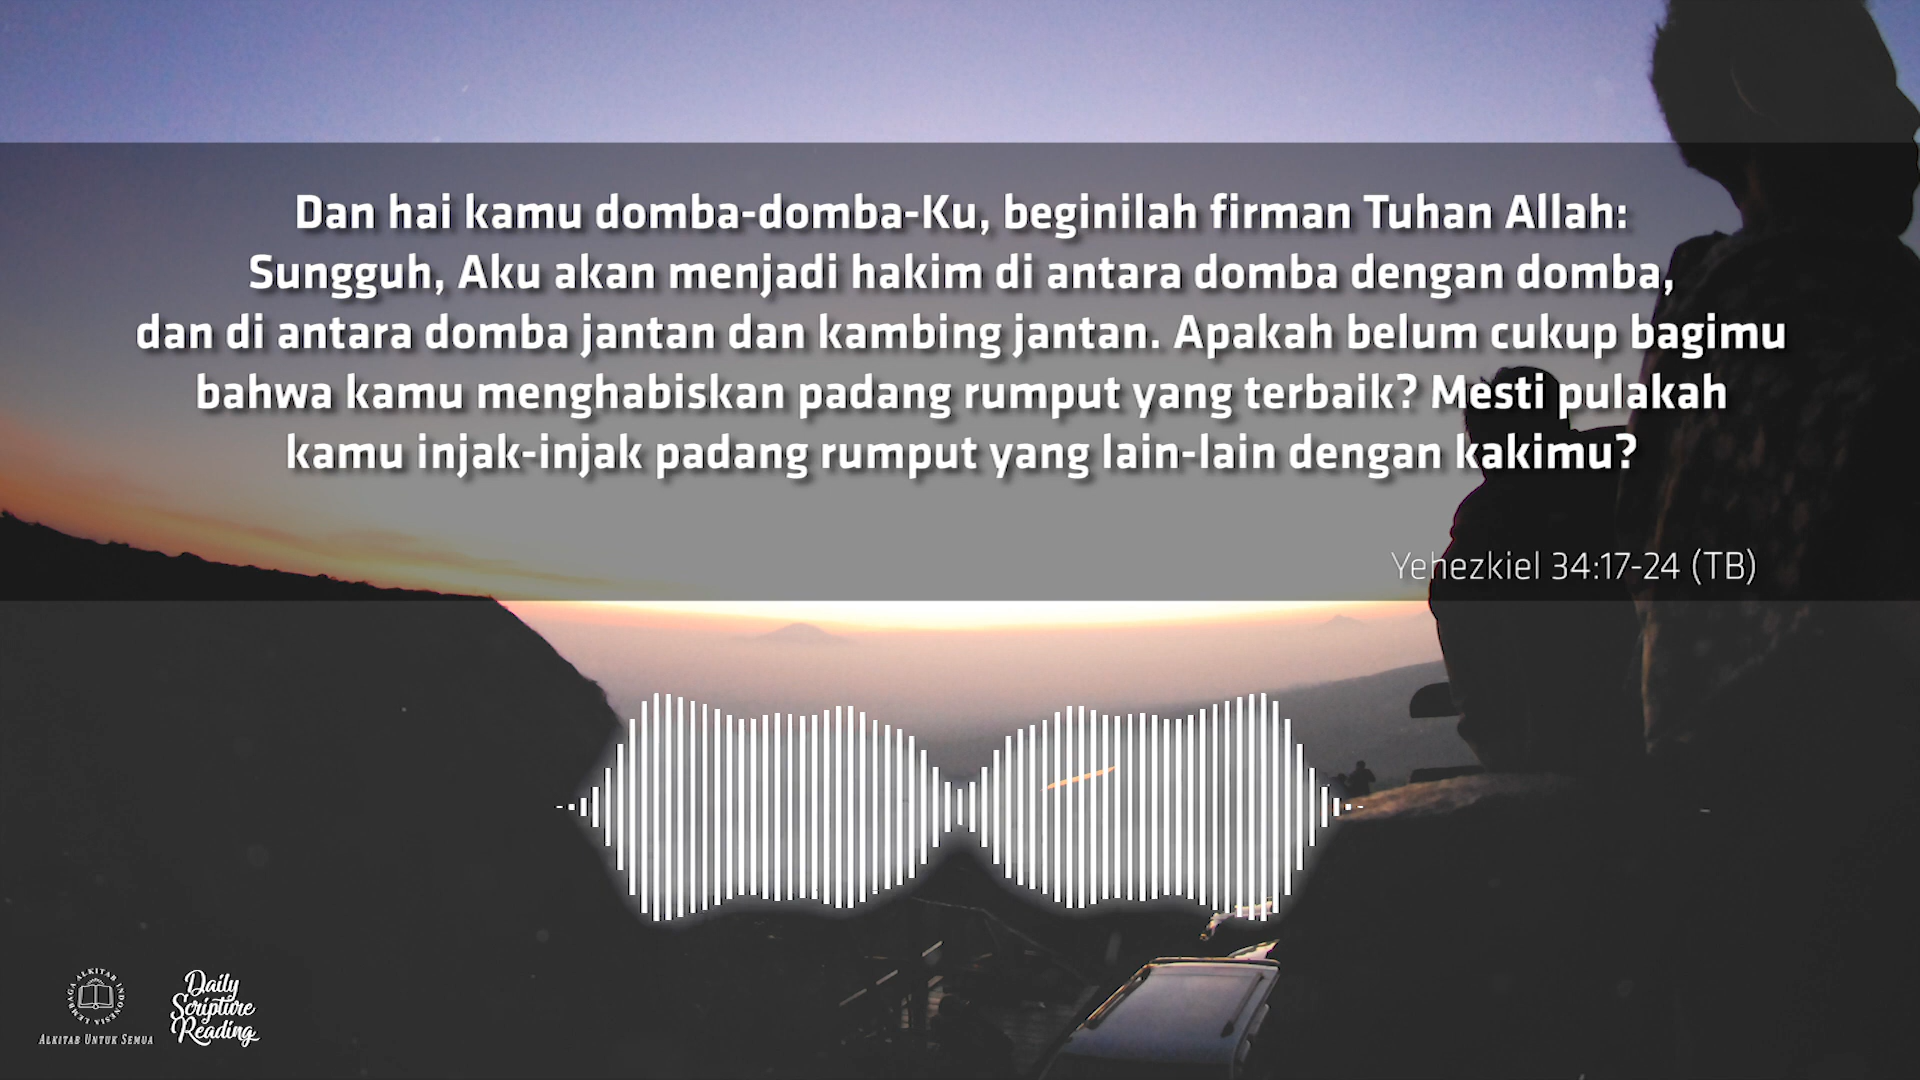 Dan hai kamu domba-domba-Ku, beginilah firman Tuhan Allah:
Sungguh, Aku akan menjadi hakim di antara domba dengan domba,
dan di antara domba jantan dan kambing jantan. Apakah belum cukup bagimu
bahwa kamu menghabiskan padang rumput yang terbaik? Mesti pulakah
kamu injak-injak padang rumput yang lain-lain dengan kakimu?
Yehezkiel 34:17-24 (TB)
LEMBAGA ALKITAB INDONESIA
ALKITAB UNTUK SEMUA
Daily
Scripture
Reading